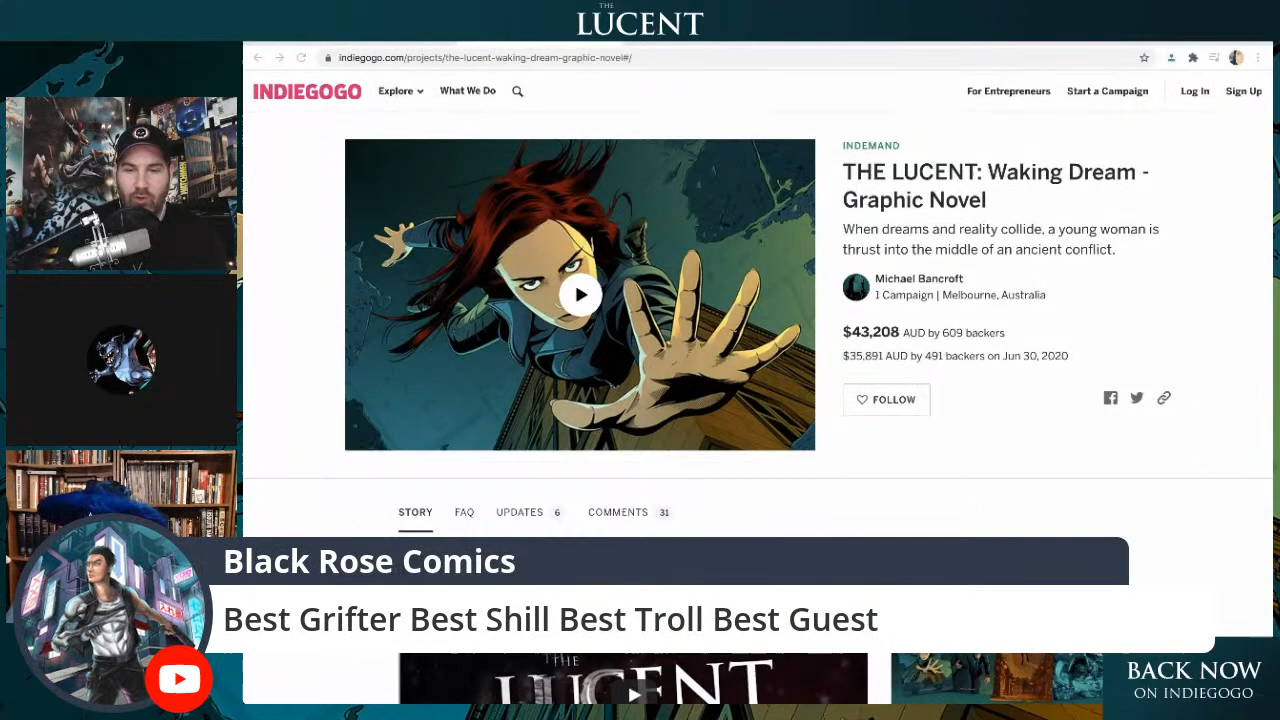 THE
LUCENT
indiegogo.com/projects/the-lucent-waking-dream-graphic-novel#/
INDIEGOGO
Explore
What We Do
For Entrepreneurs
Start a Campaign
Log In
Sign Up
INDEMAND
THE LUCENT: Waking Dream -
Graphic Novel
When dreams and reality collide, a young woman is
thrust into the middle of an ancient conflict.
Michael Bancroft
1 Campaign | Melbourne, Australia
$43,208 AUD by 609 backers
$35,891 AUD by 491 backers on Jun 30, 2020
FOLLOW
STORY
FAQ
UPDATES 6
COMMENTS 31
Black Rose Comics
Best Grifter Best Shill Best Troll Best Guest
THE
LUCENT
BACK NOW
ON INDIEGOGO